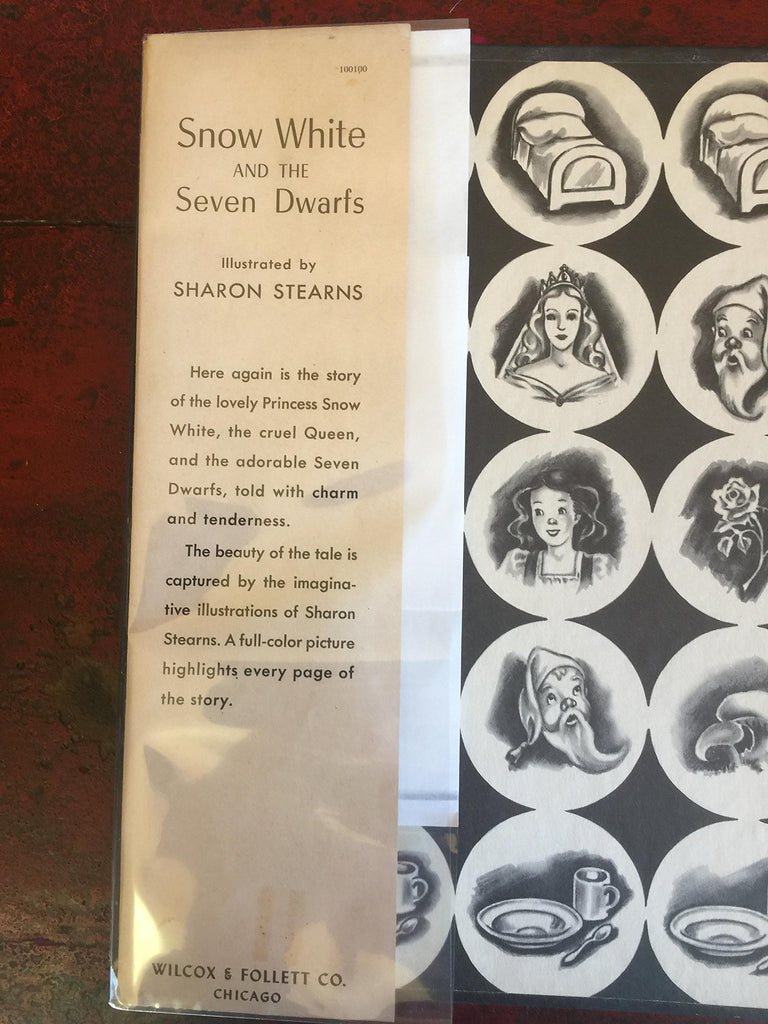 100100
Snow White
AND THE
Seven Dwarfs
Illustrated by
SHARON STEARNS
Here again is the story
of the lovely Princess Snow
White, the cruel Queen,
and the adorable Seven
Dwarfs, told with charm
and tenderness.
The beauty of the tale is
captured by the imagina-
tive illustrations of Sharon
Stearns. A full-color picture
highlights every page of
the story.
WILCOX & FOLLETT CO.
CHICAGO